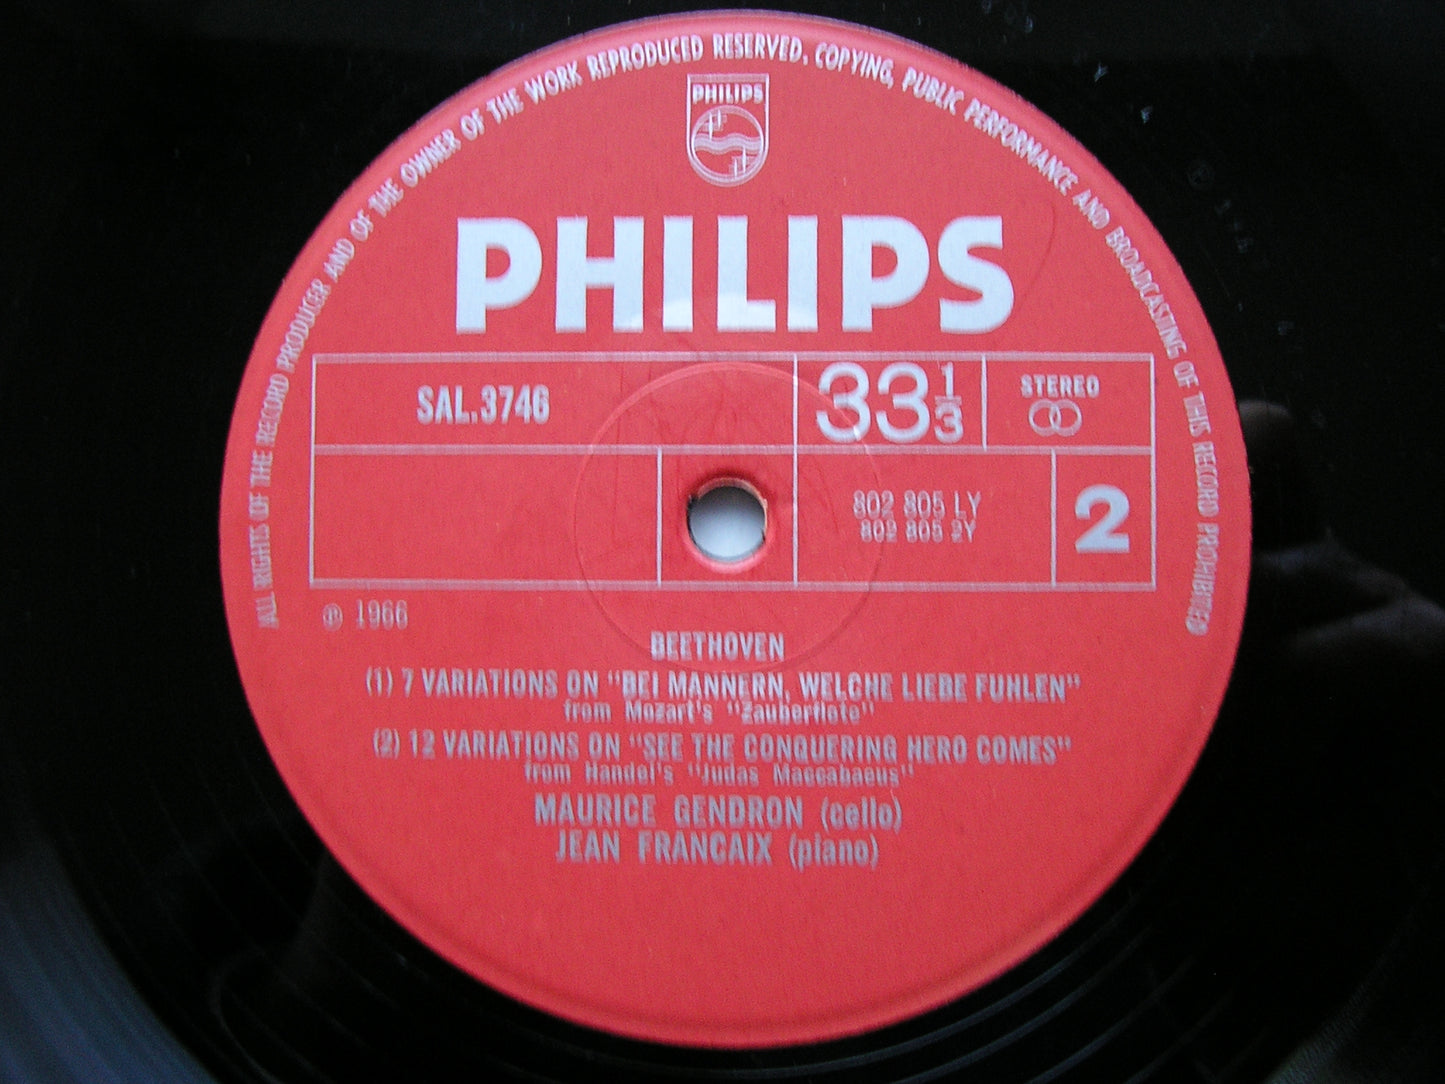 ALL RIGHTS OF THE RECORD PRODUCER AND OF THE OWNER OF THE WORK REPRODUCED RESERVED. COPYING, PUBLIC PERFORMANCE AND BROADCASTING OF THIS RECORD PROHIBITED
PHILIPS
PHILIPS
SAL.3746
33 1/3
STEREO
802 805 LY
802 805 2Y
2
℗ 1966
BEETHOVEN
(1) 7 VARIATIONS ON "BEI MANNERN, WELCHE LIEBE FUHLEN"
from Mozart's "Zauberflote"
(2) 12 VARIATIONS ON "SEE THE CONQUERING HERO COMES"
from Handel's "Judas Maccabaeus"
MAURICE GENDRON (cello)
JEAN FRANCAIX (piano)